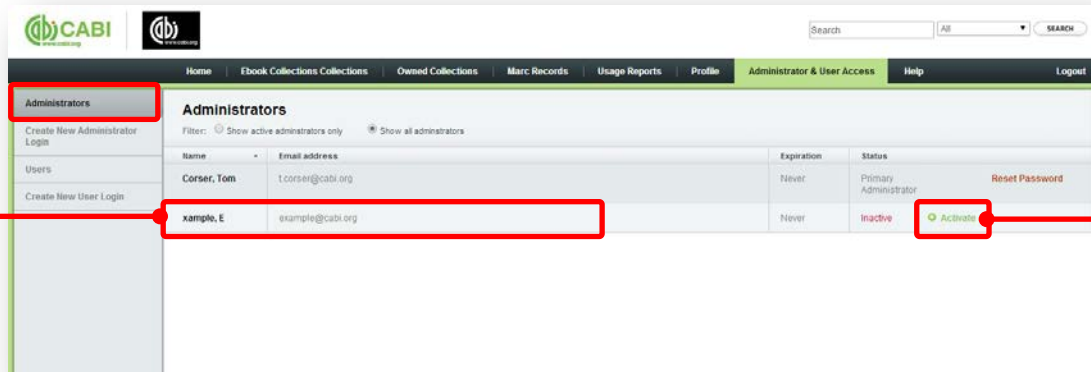 CABI
www.cabi.org
www.cabi.org
Search
All
SEARCH
Home
Ebook Collections Collections
Owned Collections
Marc Records
Usage Reports
Profile
Administrator & User Access
Help
Logout
Administrators
Create New Administrator
Login
Users
Create New User Login
Administrators
Filter: Show active adminstrators only Show all adminstrators
Name Email address Expiration Status
Corser, Tom t.corser@cabi.org Never Primary
Administrator Reset Password
xample, E example@cabi.org Never Inactive Activate